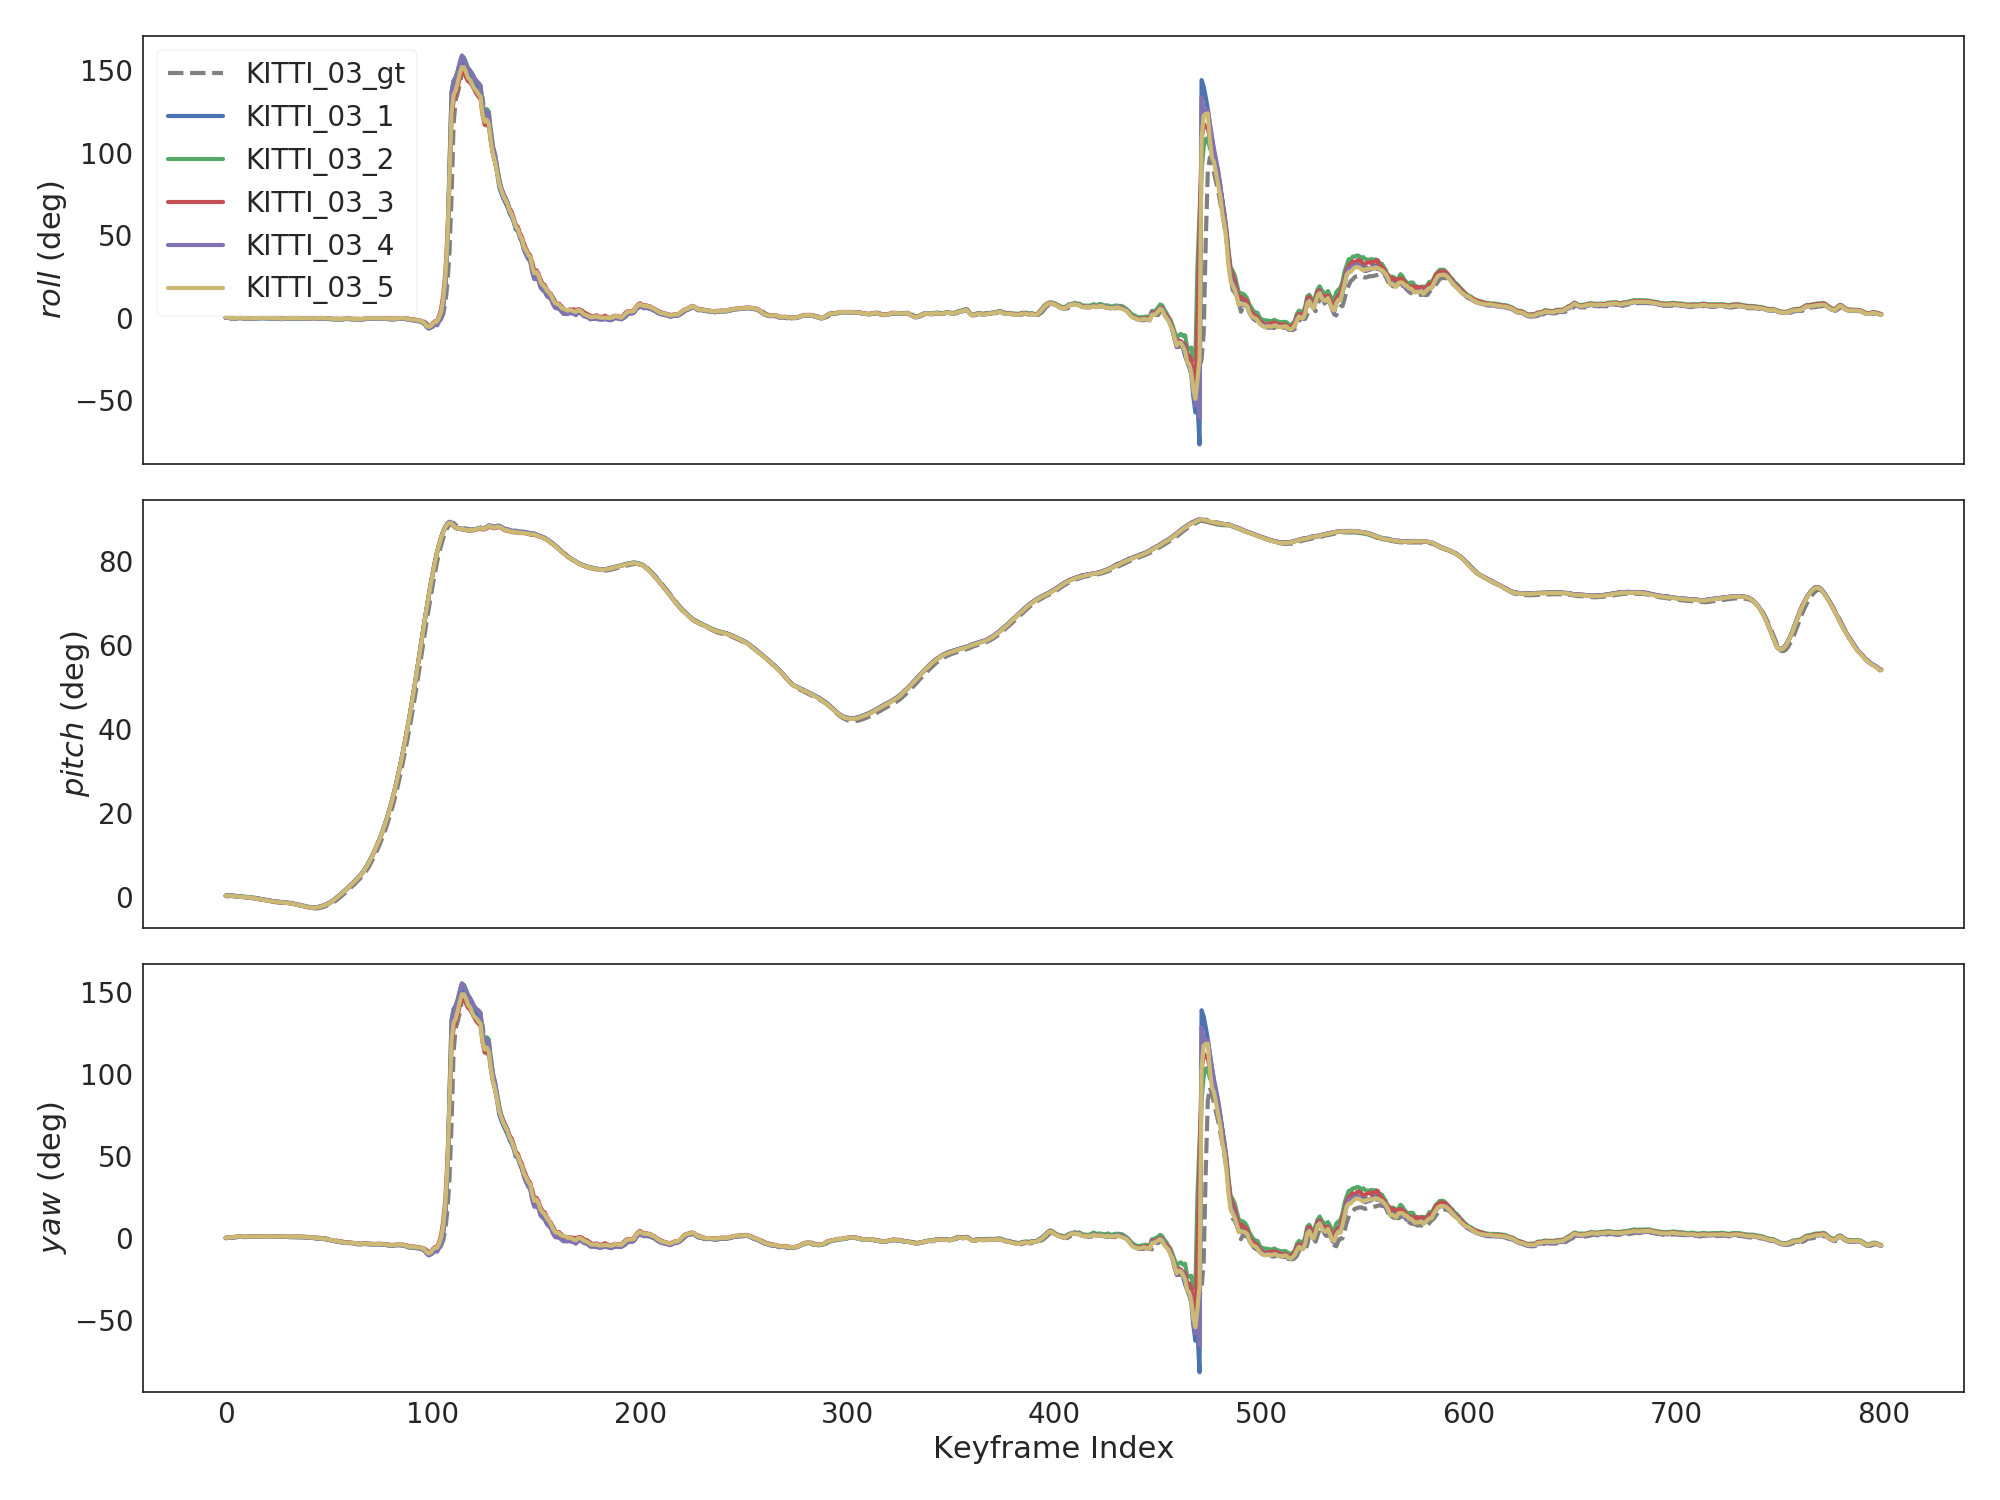 150
100
50
0
−50
roll (deg)
KITTI_03_gt
KITTI_03_1
KITTI_03_2
KITTI_03_3
KITTI_03_4
KITTI_03_5
80
60
40
20
0
pitch (deg)
150
100
50
0
−50
yaw (deg)
0 100 200 300 400 500 600 700 800
Keyframe Index